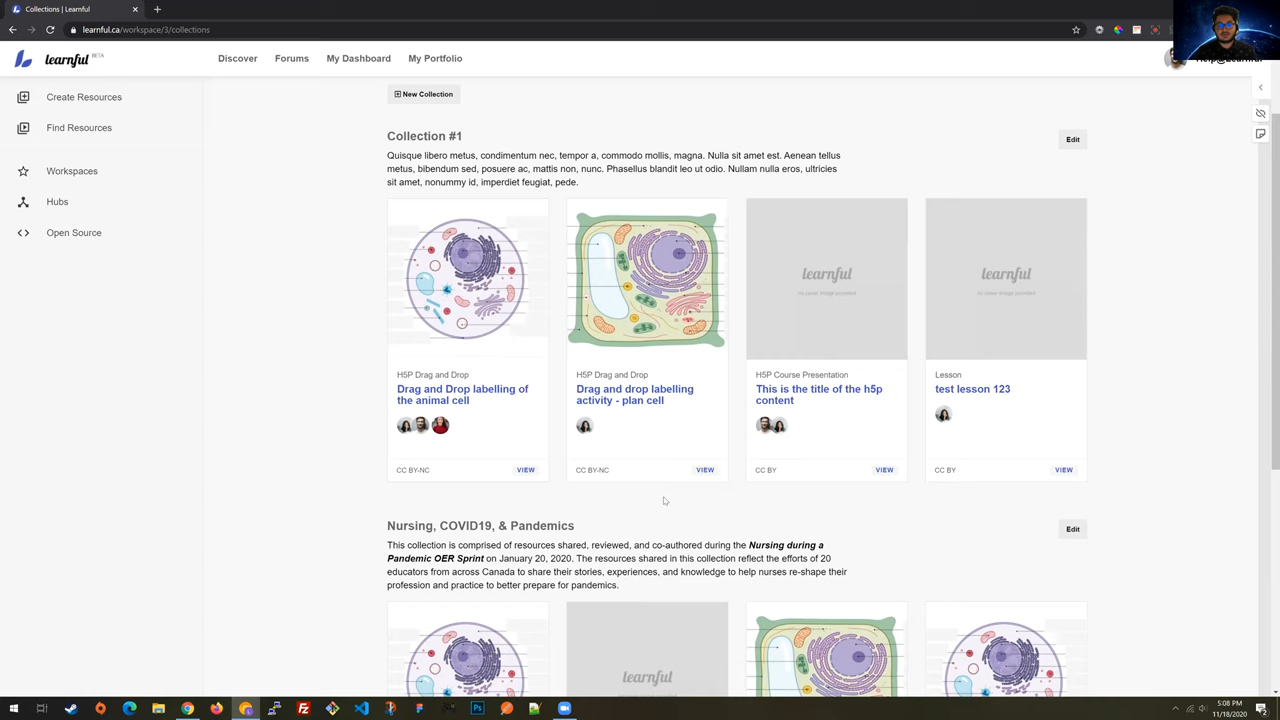 Collections | Learnful
learnful.ca/workspace/3/collections
learnful BETA
Discover
Forums
My Dashboard
My Portfolio
Create Resources
Find Resources
Workspaces
Hubs
Open Source
New Collection
Collection #1
Edit
Quisque libero metus, condimentum nec, tempor a, commodo mollis, magna. Nulla sit amet est. Aenean tellus
metus, bibendum sed, posuere ac, mattis non, nunc. Phasellus blandit leo ut odio. Nullam nulla eros, ultricies
sit amet, nonummy id, imperdiet feugiat, pede.
learnful
no cover image provided
learnful
no cover image provided
H5P Drag and Drop
Drag and Drop labelling of
the animal cell
CC BY-NC
VIEW
H5P Drag and Drop
Drag and drop labelling
activity - plan cell
CC BY-NC
VIEW
H5P Course Presentation
This is the title of the h5p
content
CC BY
VIEW
Lesson
test lesson 123
CC BY
VIEW
Nursing, COVID19, & Pandemics
Edit
This collection is comprised of resources shared, reviewed, and co-authored during the Nursing during a
Pandemic OER Sprint on January 20, 2020. The resources shared in this collection reflect the efforts of 20
educators from across Canada to share their stories, experiences, and knowledge to help nurses re-shape their
profession and practice to better prepare for pandemics.
learnful
5:08 PM
11/18/2020